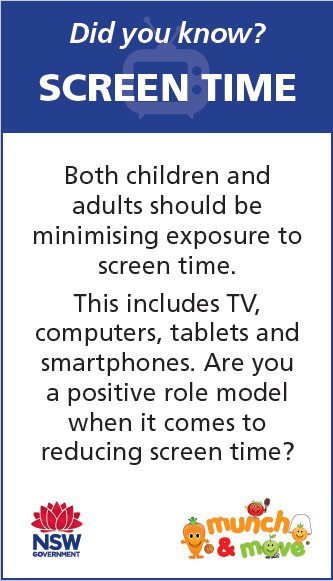 Did you know?
SCREEN TIME
Both children and
adults should be
minimising exposure to
screen time.
This includes TV,
computers, tablets and
smartphones. Are you
a positive role model
when it comes to
reducing screen time?
NSW
GOVERNMENT
munch
& move®